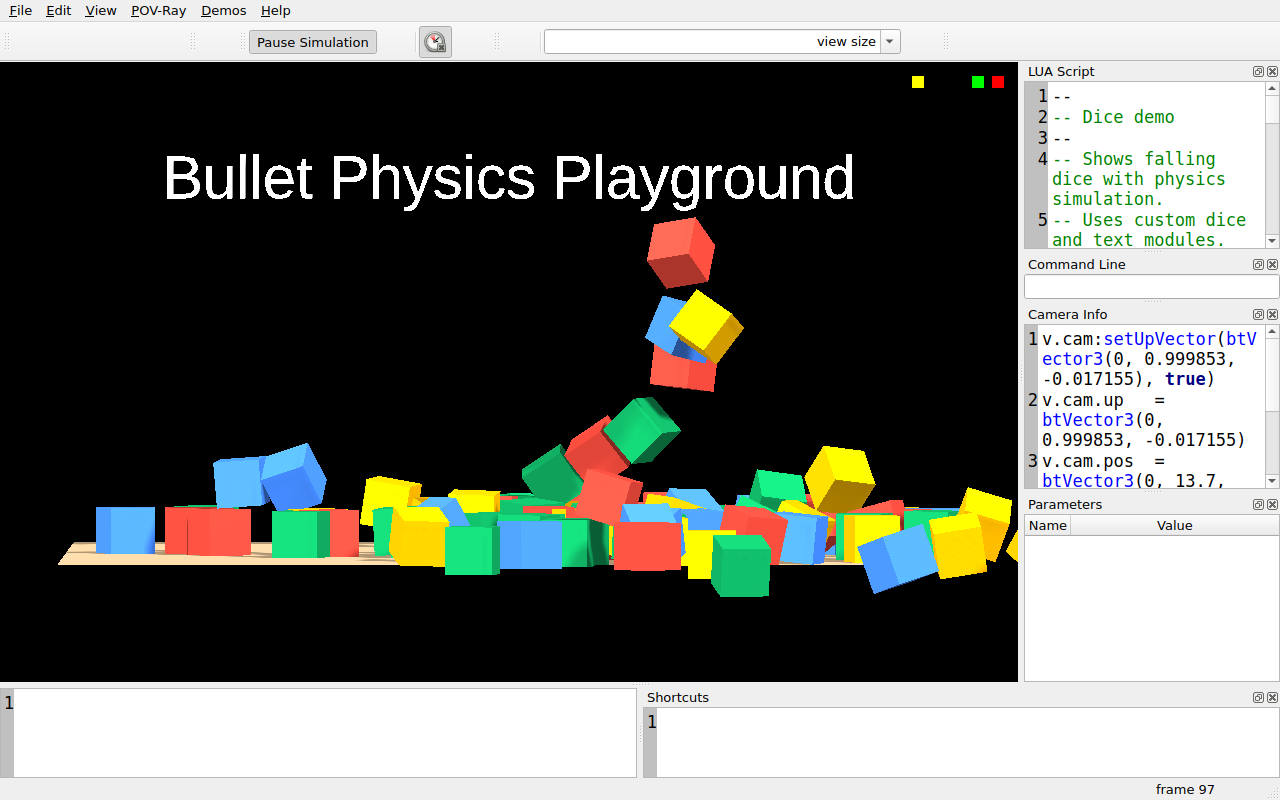 File Edit View POV-Ray Demos Help
Pause Simulation
view size
Bullet Physics Playground
LUA Script
1 --
2 -- Dice demo
3 --
4 -- Shows falling
dice with physics
simulation.
5 -- Uses custom dice
and text modules.
Command Line
Camera Info
1 v.cam:setUpVector(btV
ector3(0, 0.999853,
-0.017155), true)
2 v.cam.up   =
btVector3(0,
0.999853, -0.017155)
3 v.cam.pos  =
btVector3(0, 13.7,
Parameters
Name Value
1
Shortcuts
1
frame 97